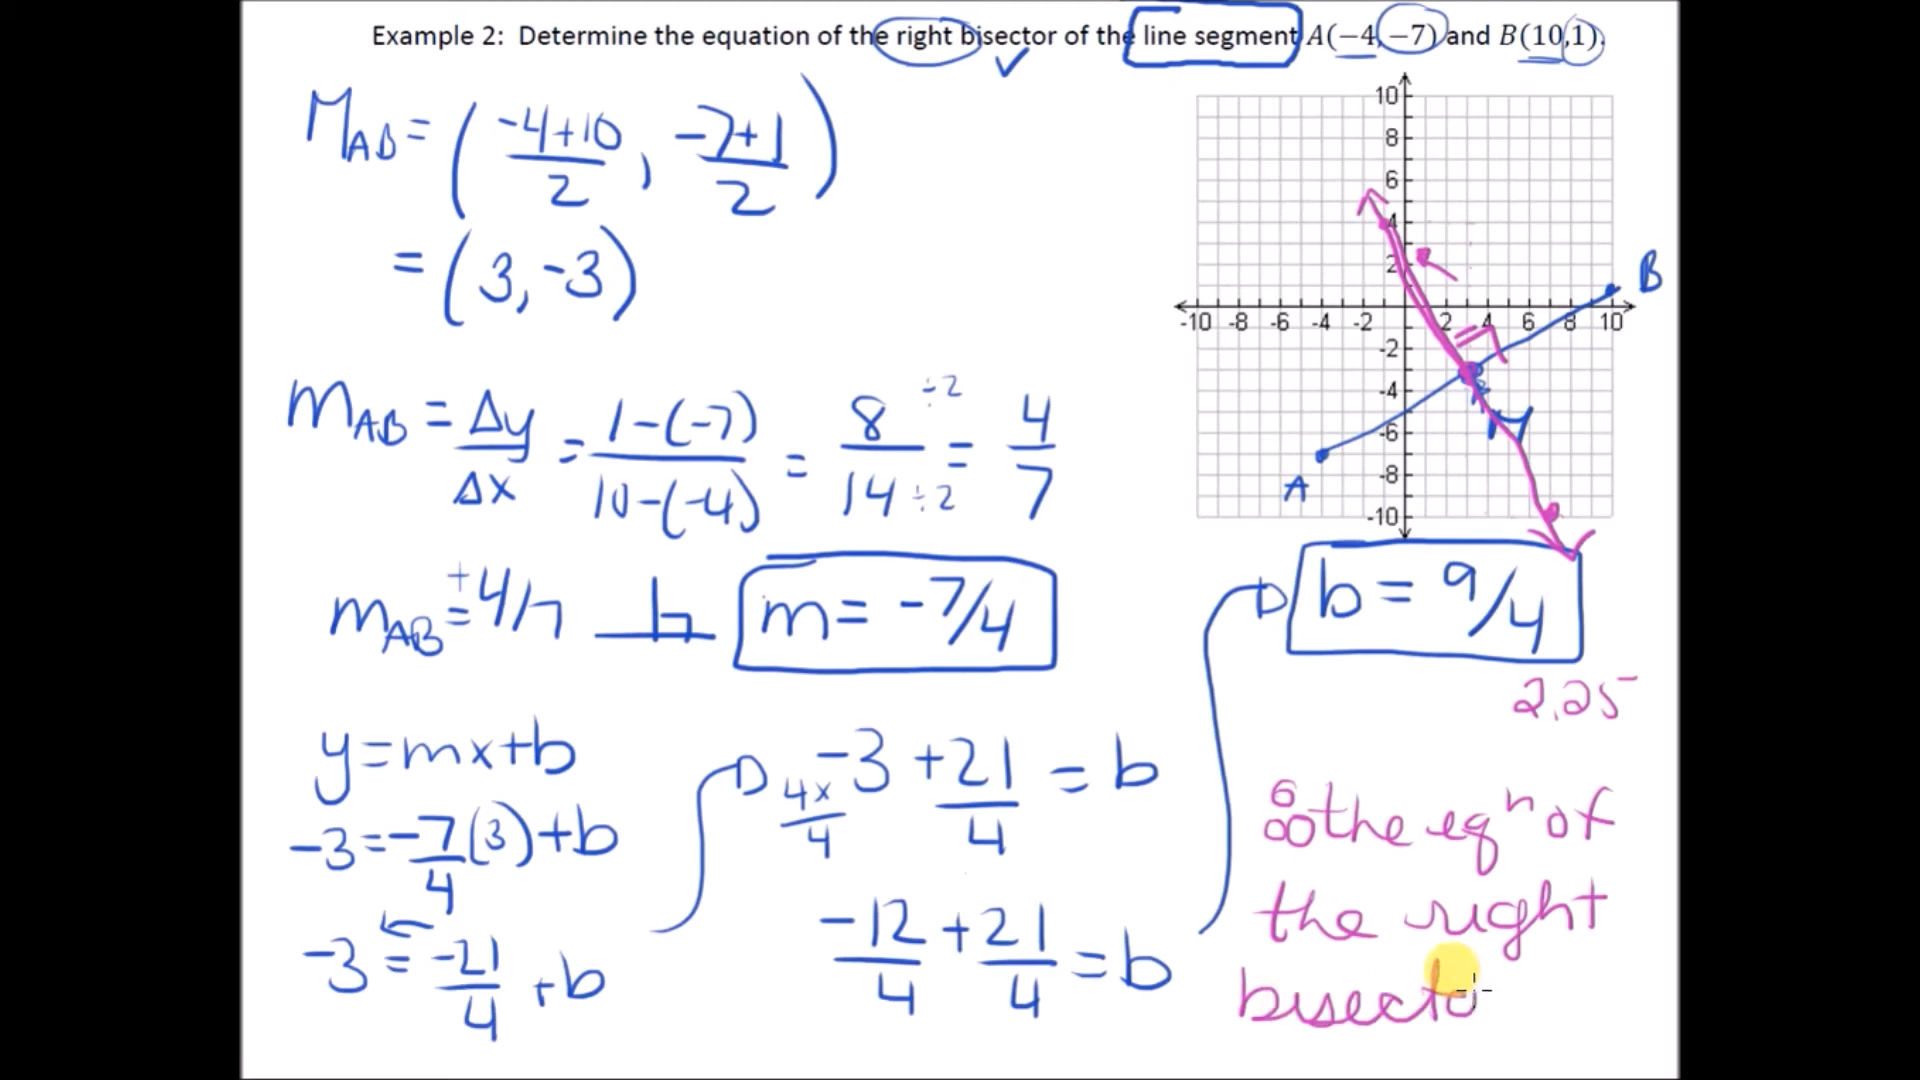 Example 2: Determine the equation of the right bisector of the line segment A(−4, −7) and B(10,1).
M_AB = ( (-4+10)/2 , (-7+1)/2 )
= (3, -3)
m_AB = Δy/Δx = (1-(-7))/(10-(-4)) = 8/14 ÷2/÷2 = 4/7
m_AB = +4/7 ⊥ m = -7/4
y = mx+b
-3 = -7/4 (3) + b
-3 = -21/4 + b
4x/4 -3 + 21/4 = b
-12/4 + 21/4 = b
10
8
6
4
2
-10 -8 -6 -4 -2 2 4 6 8 10
-2
-4
-6
-8
-10
A
B
M
b = 9/4
2.25
∴ the eqn of
the right
bisecto